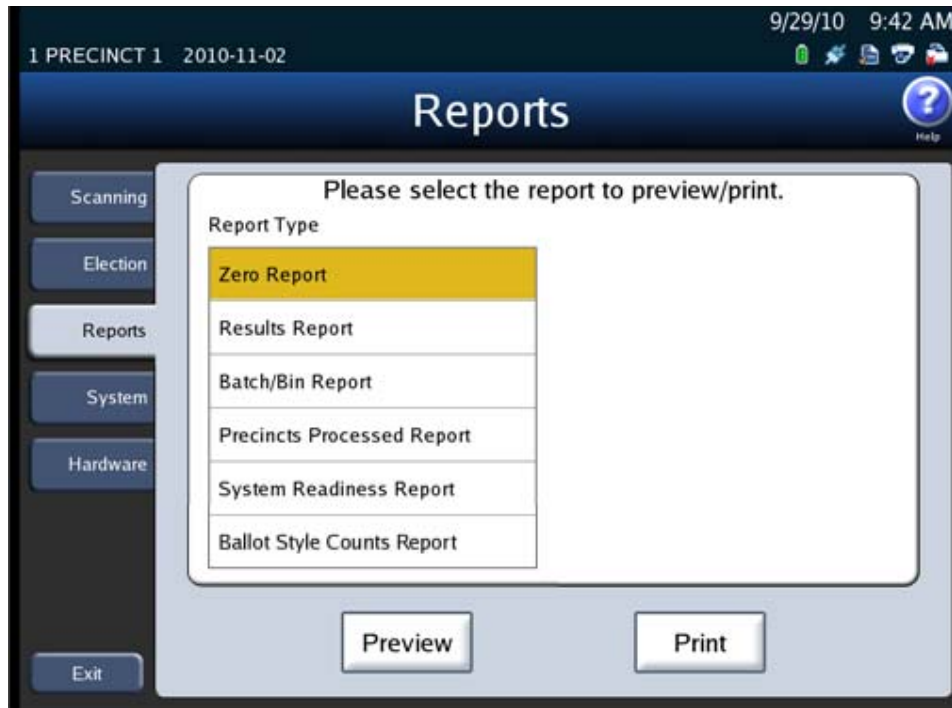 9/29/10 9:42 AM
1 PRECINCT 1 2010-11-02
Reports
Help
Scanning
Election
Reports
System
Hardware
Exit
Please select the report to preview/print.
Report Type
Zero Report
Results Report
Batch/Bin Report
Precincts Processed Report
System Readiness Report
Ballot Style Counts Report
Preview
Print